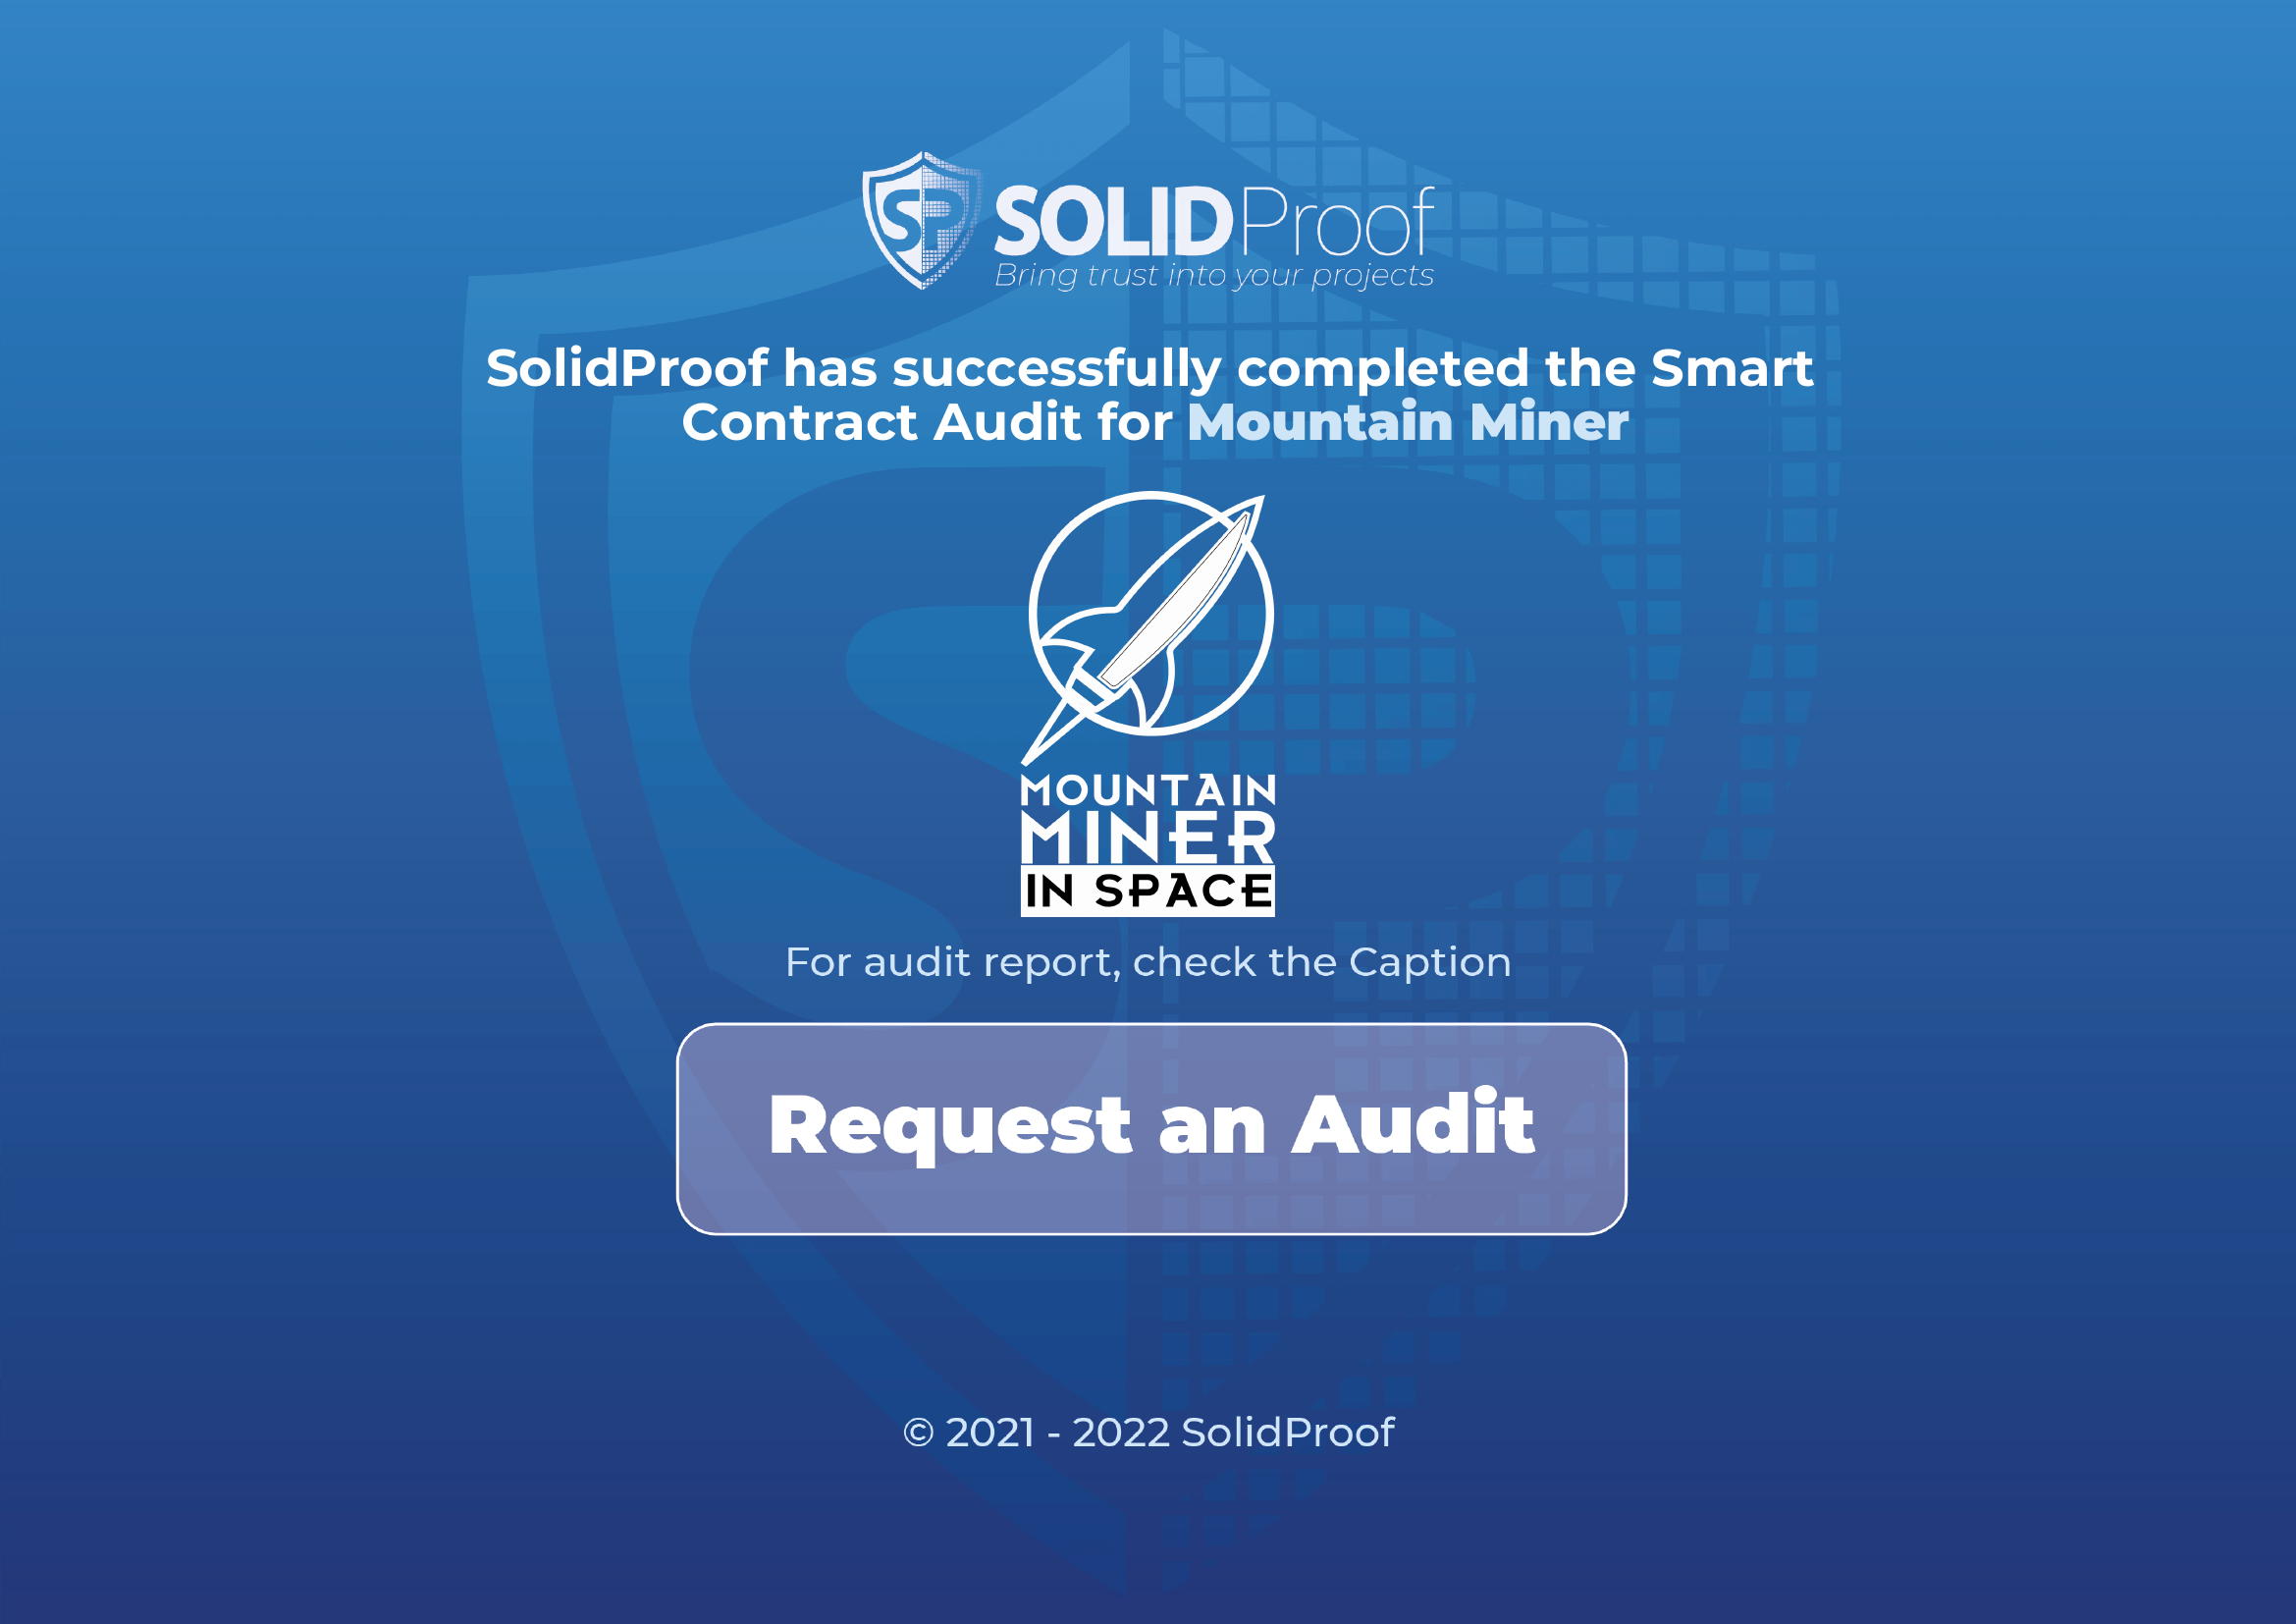 SP SOLIDProof
Bring trust into your projects
SolidProof has successfully completed the Smart
Contract Audit for Mountain Miner
MOUNTAIN
MINER
IN SPACE
For audit report, check the Caption
Request an Audit
© 2021 - 2022 SolidProof